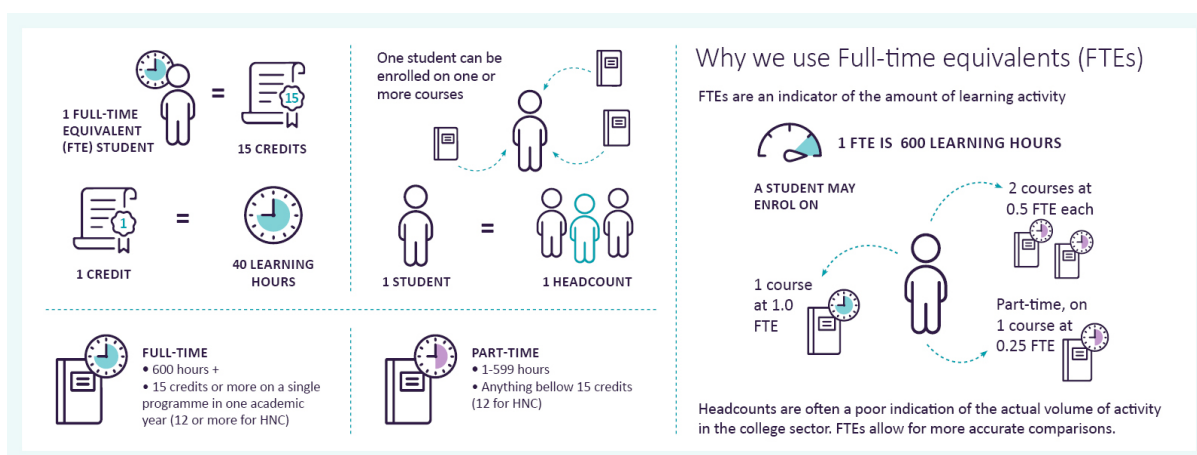 1 FULL-TIME
EQUIVALENT
(FTE) STUDENT
=
15
15 CREDITS
1
1 CREDIT
=
40 LEARNING
HOURS
One student can be
enrolled on one or
more courses
1 STUDENT
=
1 HEADCOUNT
FULL-TIME
• 600 hours +
• 15 credits or more on a single
programme in one academic
year (12 or more for HNC)
PART-TIME
• 1-599 hours
• Anything bellow 15 credits
(12 for HNC)
Why we use Full-time equivalents (FTEs)
FTEs are an indicator of the amount of learning activity
1 FTE IS 600 LEARNING HOURS
A STUDENT MAY
ENROL ON
2 courses at
0.5 FTE each
1 course
at 1.0
FTE
Part-time, on
1 course at
0.25 FTE
Headcounts are often a poor indication of the actual volume of activity
in the college sector. FTEs allow for more accurate comparisons.